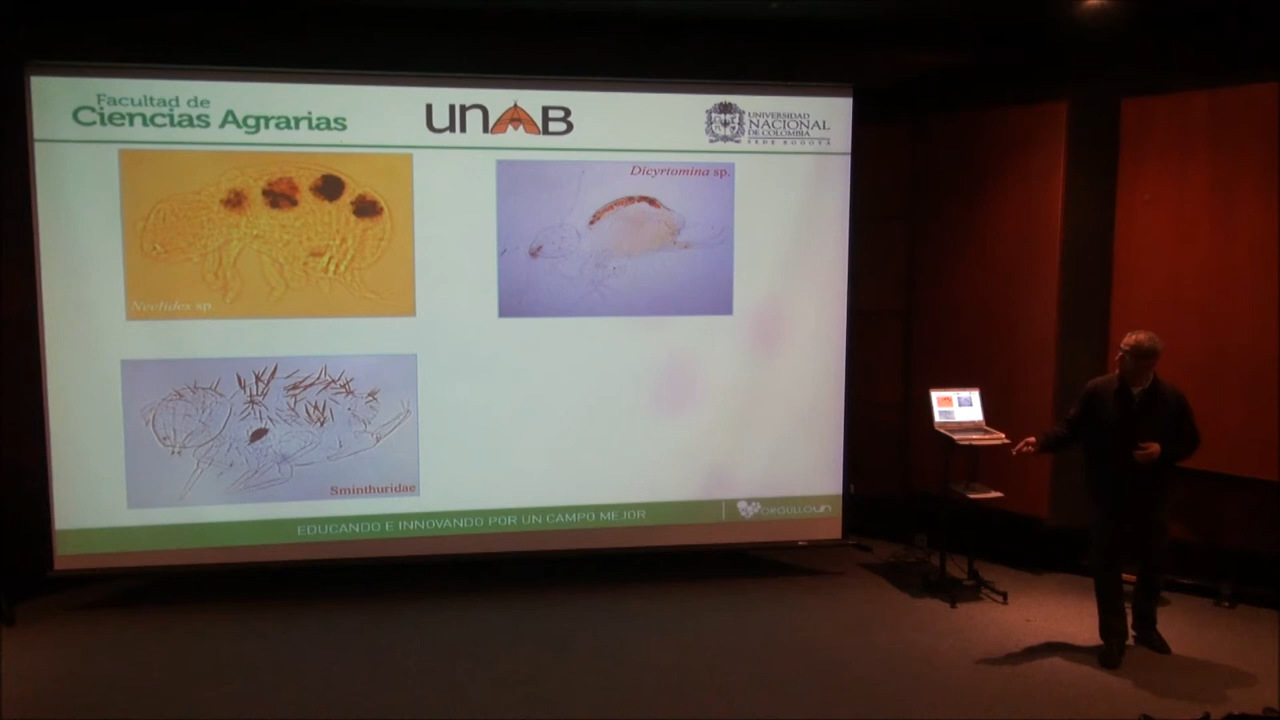 Facultad de
Ciencias Agrarias
UNAB
UNIVERSIDAD
NACIONAL
DE COLOMBIA
SEDE BOGOTÁ
Neelides sp.
Dicyrtomina sp.
Sminthuridae
EDUCANDO E INNOVANDO POR UN CAMPO MEJOR
ORGULLOUN